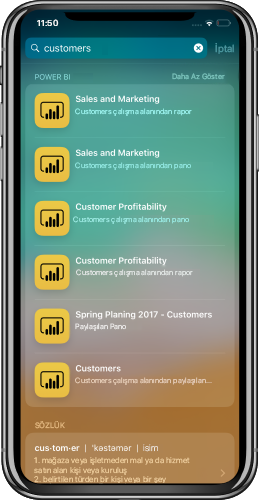 11:50
customers
İptal
POWER BI
Daha Az Göster
Sales and Marketing
Customers çalışma alanından rapor
Sales and Marketing
Customers çalışma alanından pano
Customer Profitability
Customers çalışma alanından pano
Customer Profitability
Customers çalışma alanından rapor
Spring Planing 2017 - Customers
Paylaşılan Pano
Customers
Customers çalışma alanından paylaşılan...
SÖZLÜK
cus·tom·er | 'kəstəmər | isim
1. mağaza veya işletmeden mal ya da hizmet
satın alan kişi veya kuruluş
2. belirtilen türden bir kişi veya bir şey